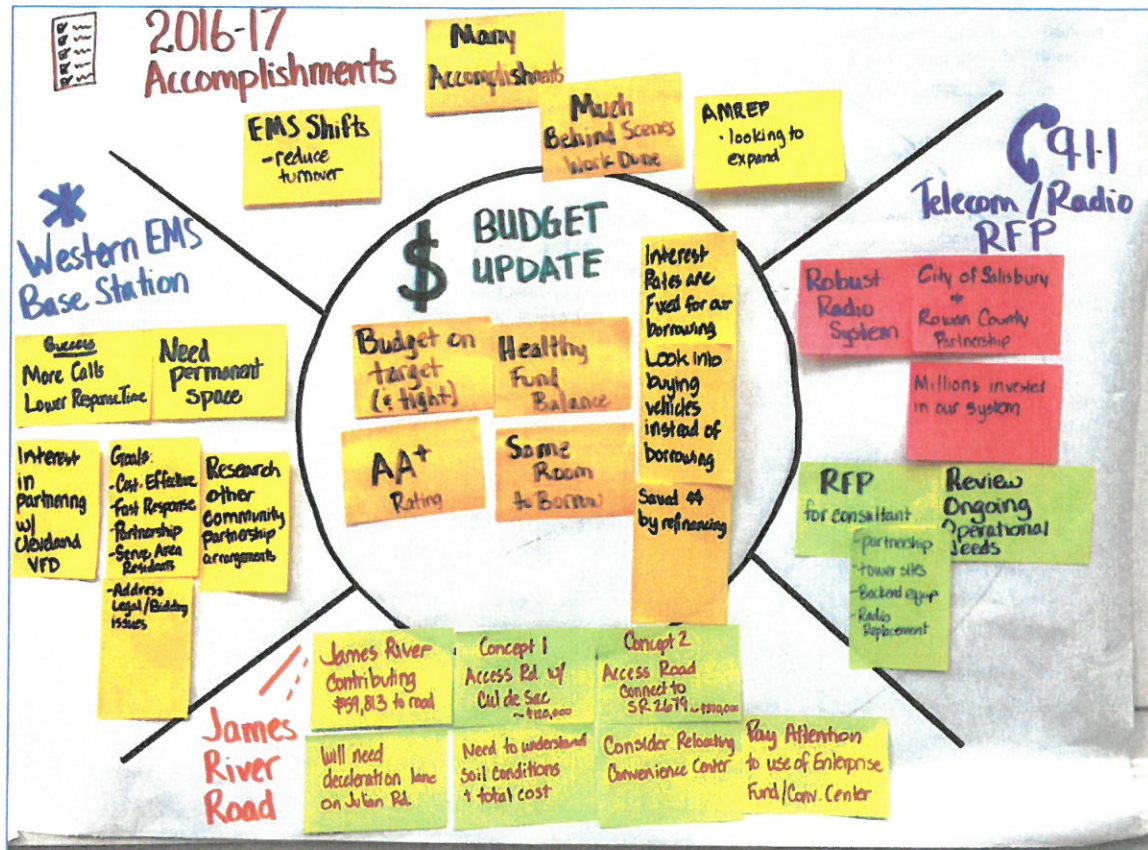 2016-17
Accomplishments
Many
Accomplishments
EMS Shifts
-reduce
turnover
Much
Behind Scenes
Work Done
AMREP
· looking to
expand
911
Telecom/Radio
RFP
Robust
Radio
System
City of Salisbury
+
Rowan County
Partnership
Millions invested
in our system
RFP
for consultant
-partnership
-tower sites
-Backend equip
-Radio
Replacement
Review
Ongoing
Operational
Needs
*
Western EMS
Base Station
Success
More Calls
Lower Response Time
Need
permanent
space
Interest
in
partnering
w/
Cleveland
VFD
Goals:
-Cost-Effective
-Fast Response
-Partnership
-Serve Area
Residents
-Address
Legal/Bidding
issues
Research
other
community
partnership
arrangements
$
BUDGET
UPDATE
Budget on
target
(& tight)
Healthy
Fund
Balance
AA+
Rating
Some
Room
to Borrow
Interest
Rates are
Fixed for our
borrowing
Look into
buying
vehicles
instead of
borrowing
Saved $$
by refinancing
James
River
Road
James River
Contributing
to road
Concept 1
Access Rd w/
Cul de Sac
~$120,000
Concept 2
Access Road
Connect to
SR 2679
Will need
deceleration lane
on Julian Rd.
Need to understand
soil conditions
+ total cost
Consider Relocating
Convenience Center
Pay Attention
to use of Enterprise
Fund/Conv. Center